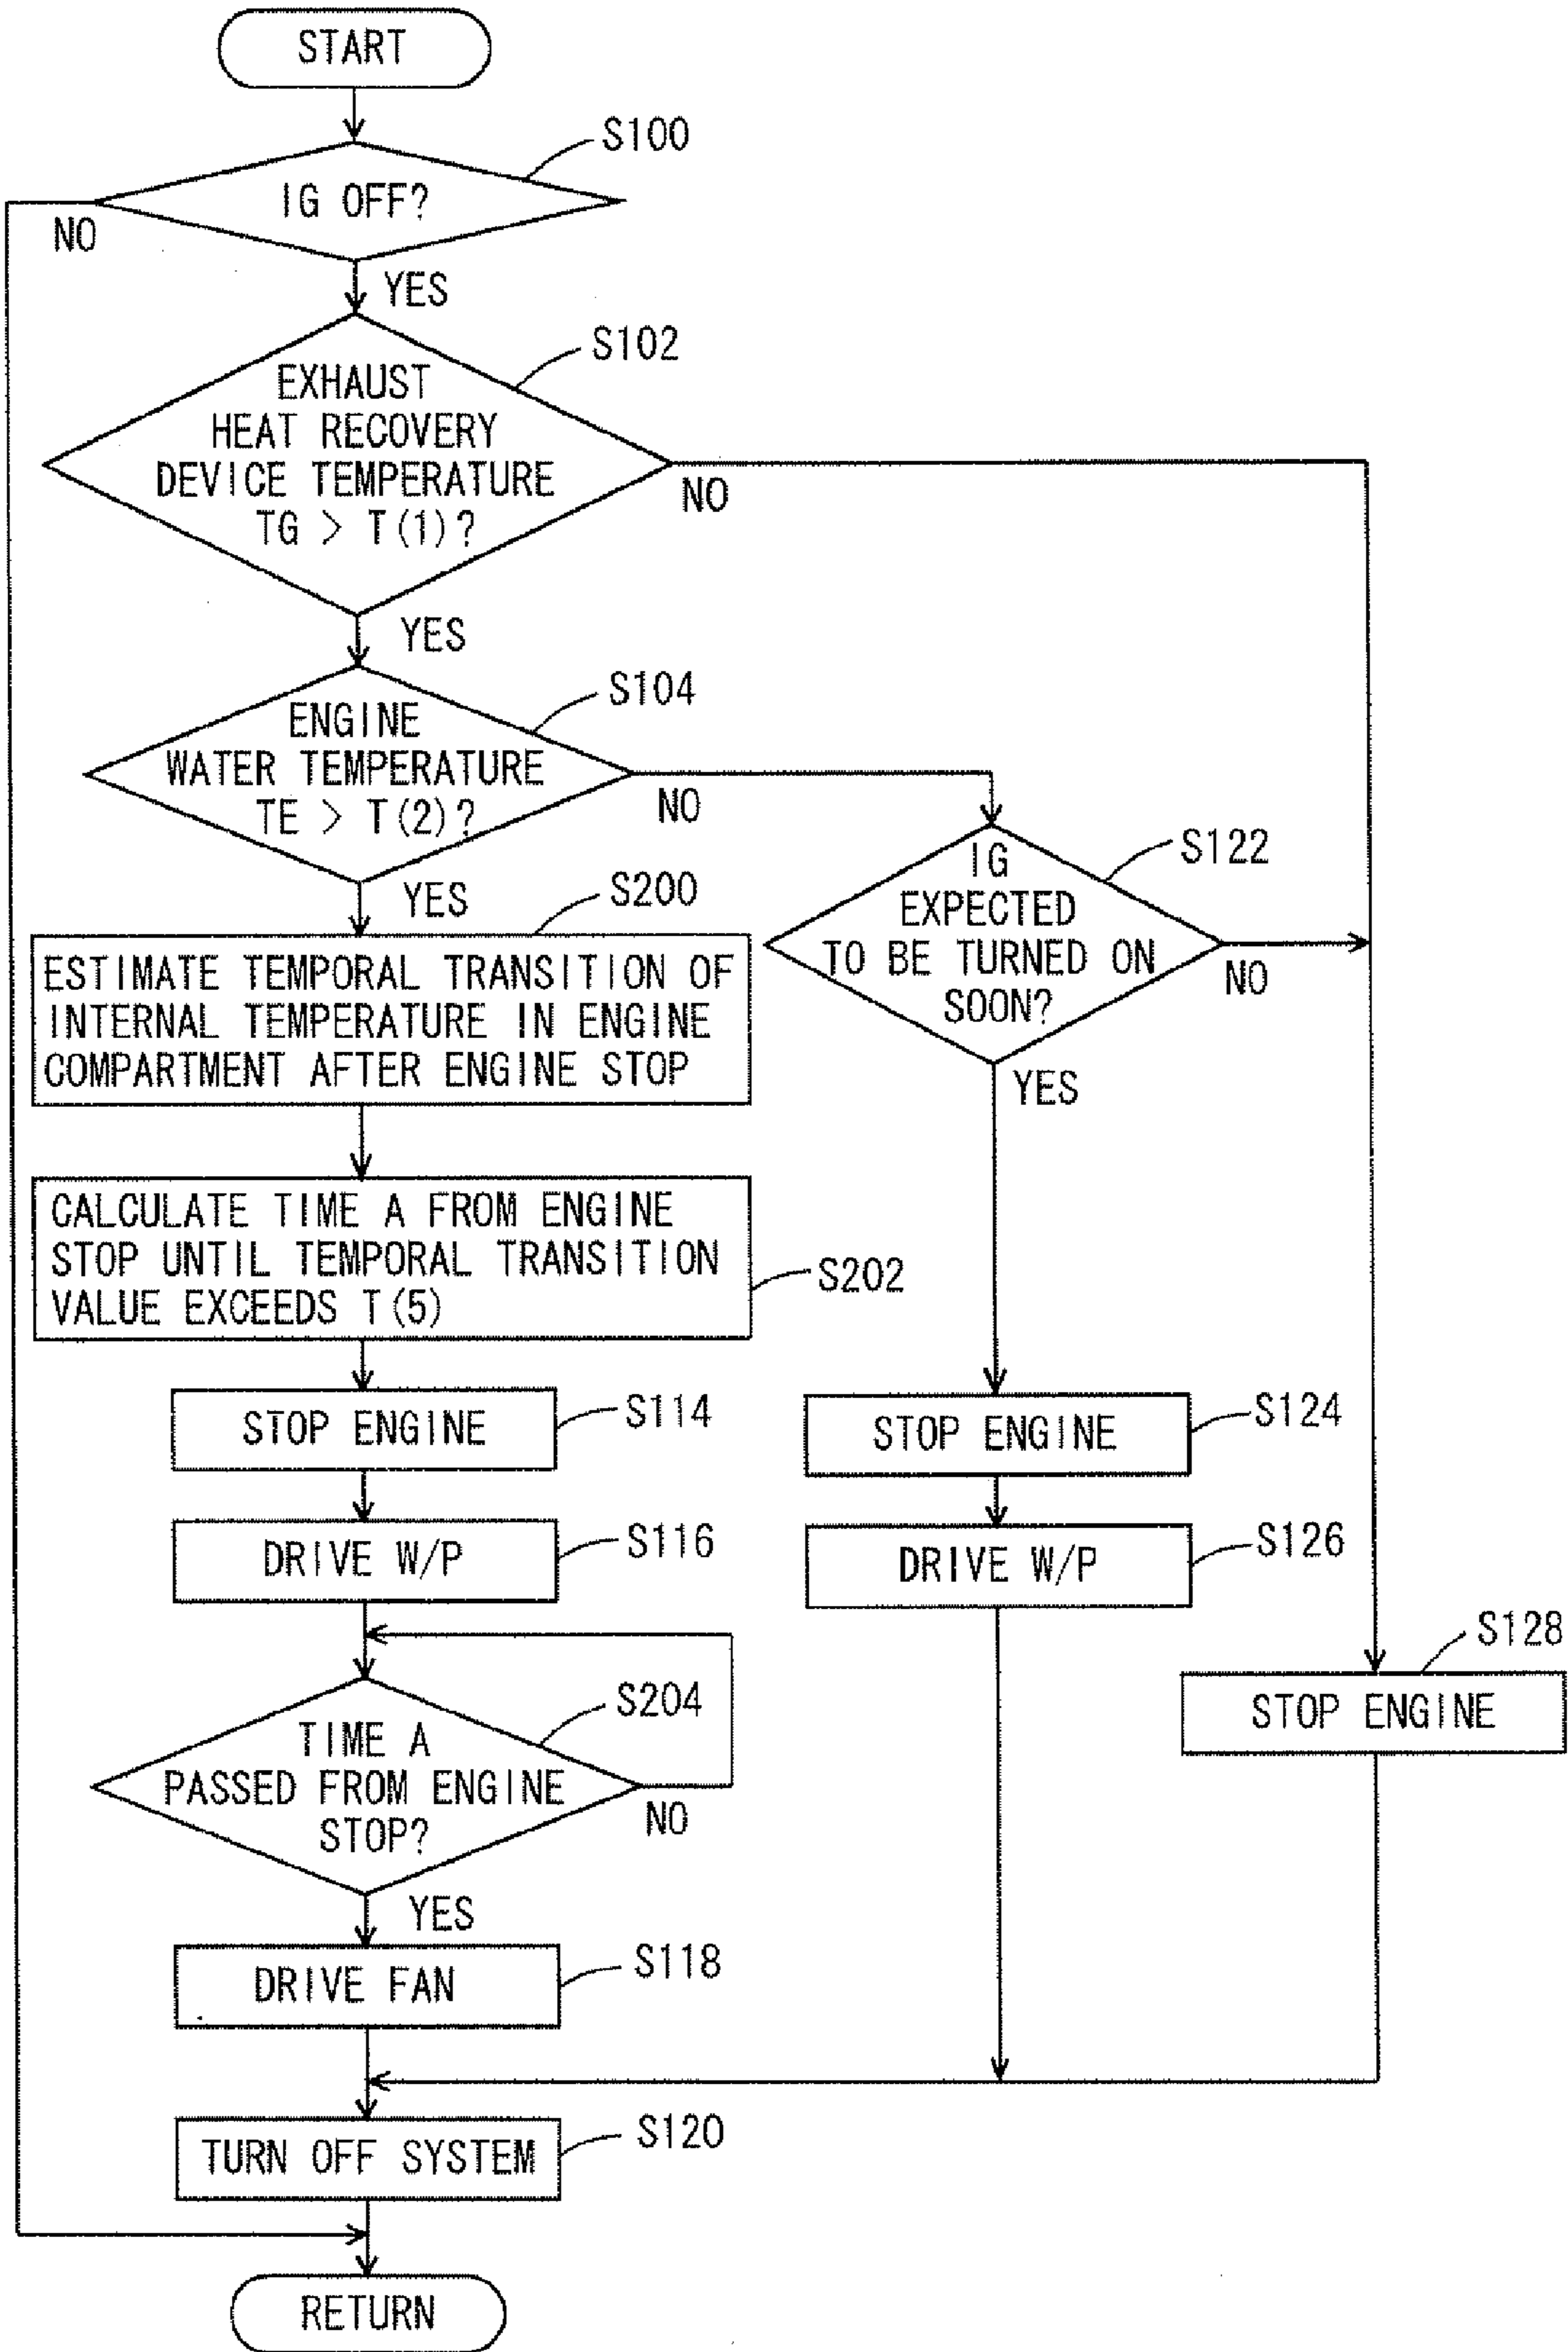 START
S100
IG OFF?
NO
YES
S102
EXHAUST
HEAT RECOVERY
DEVICE TEMPERATURE
TG > T(1)?
NO
YES
S104
ENGINE
WATER TEMPERATURE
TE > T(2)?
NO
YES
S122
IG
EXPECTED
TO BE TURNED ON
SOON?
NO
YES
S200
ESTIMATE TEMPORAL TRANSITION OF
INTERNAL TEMPERATURE IN ENGINE
COMPARTMENT AFTER ENGINE STOP
CALCULATE TIME A FROM ENGINE
STOP UNTIL TEMPORAL TRANSITION
VALUE EXCEEDS T(5)
S202
STOP ENGINE
S114
STOP ENGINE
S124
DRIVE W/P
S116
DRIVE W/P
S126
S128
STOP ENGINE
S204
TIME A
PASSED FROM ENGINE
STOP?
NO
YES
DRIVE FAN
S118
TURN OFF SYSTEM
S120
RETURN